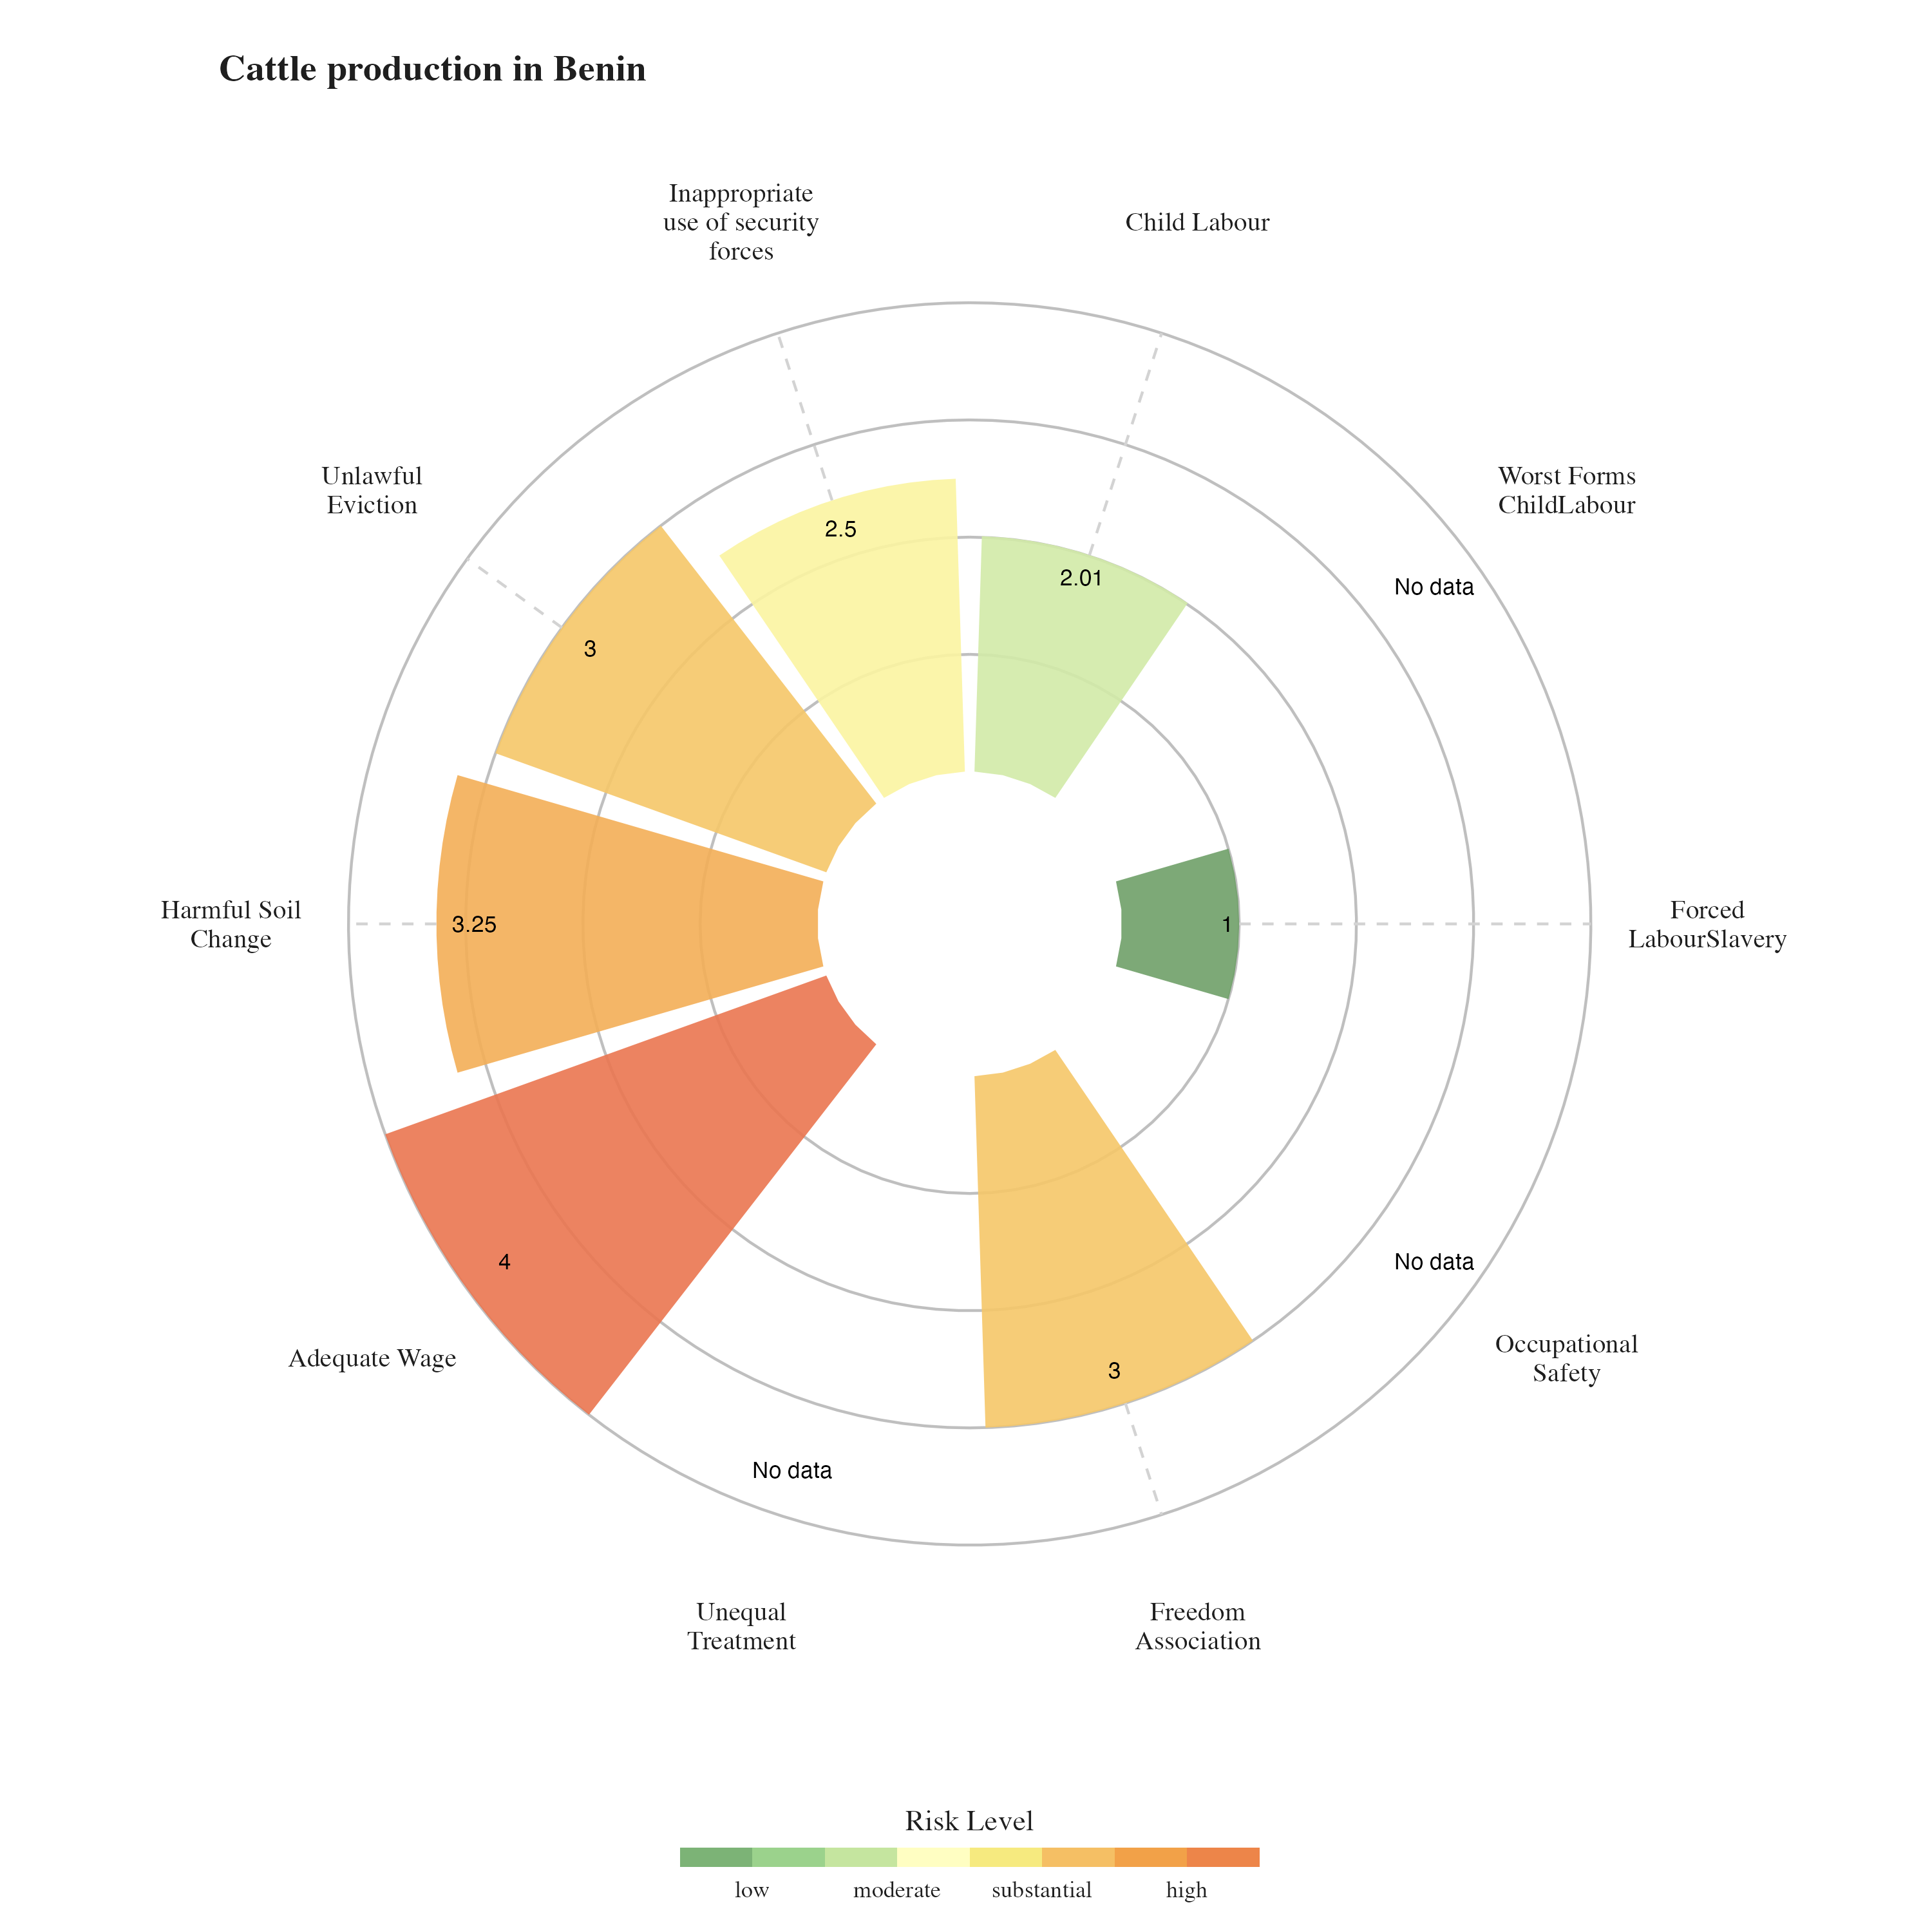 Cattle production in Benin
Inappropriate
use of security
forces
Child Labour
Unlawful
Eviction
Worst Forms
ChildLabour
2.5
2.01
No data
3
Harmful Soil
Change
3.25
1
Forced
LabourSlavery
4
No data
Adequate Wage
3
Occupational
Safety
No data
Unequal
Treatment
Freedom
Association
Risk Level
low moderate substantial high